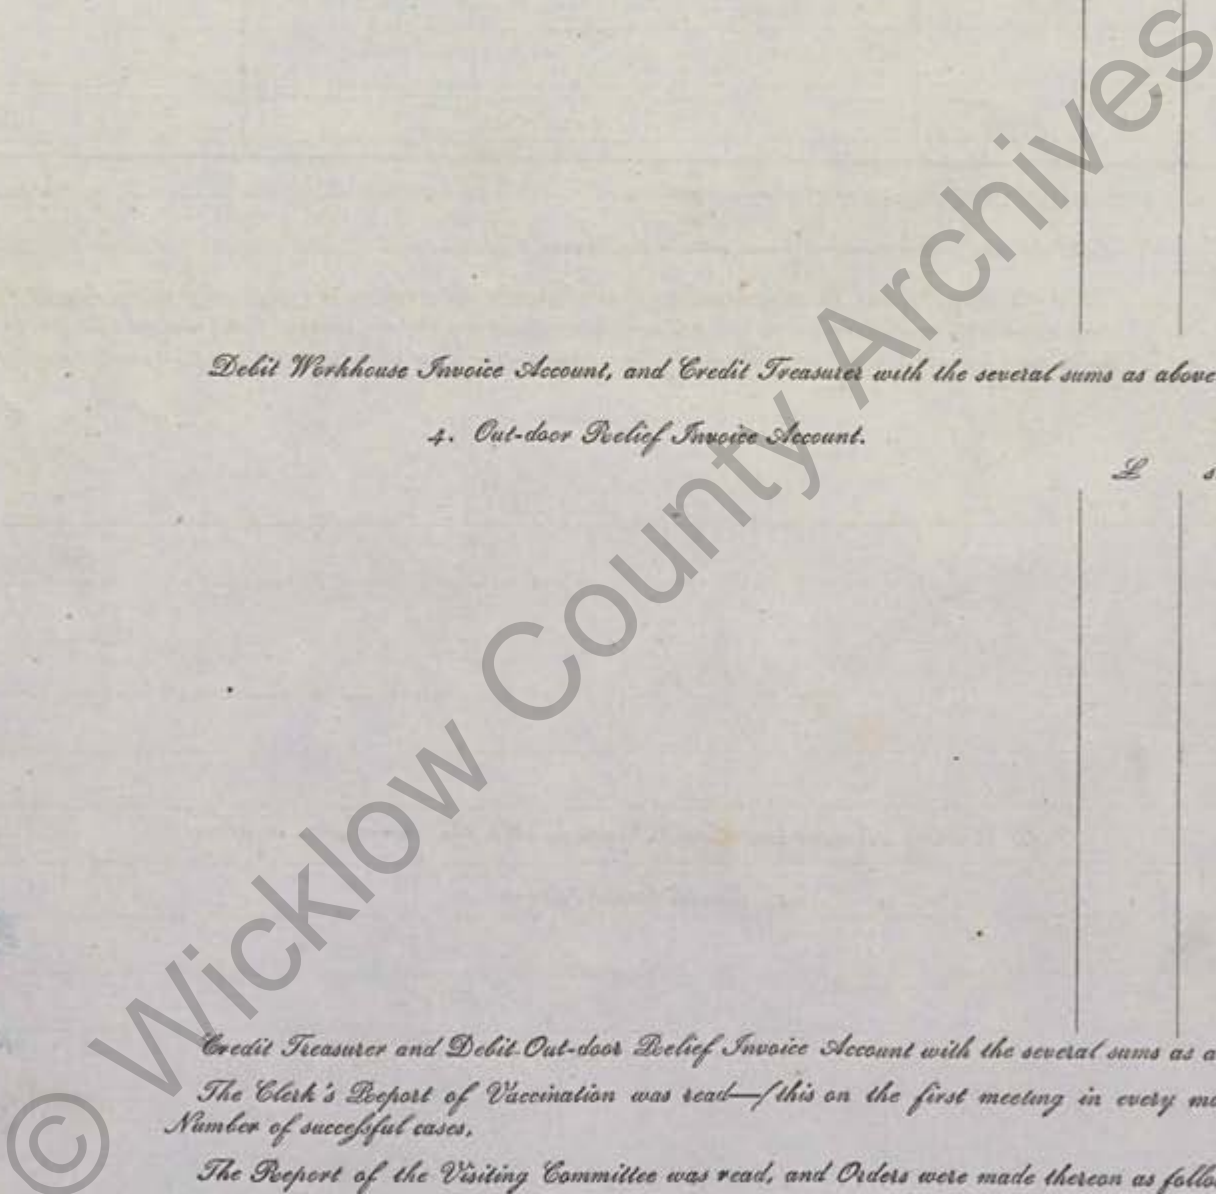 Debit Workhouse Invoice Account, and Credit Treasurer with the several sums as above
4. Out-door Relief Invoice Account.
£ s
Credit Treasurer and Debit Out-door Relief Invoice Account with the several sums as a
The Clerk's Report of Vaccination was read—(this on the first meeting in every mo
Number of successful cases,
The Report of the Visiting Committee was read, and Orders were made thereon as follo
© Wicklow County Archives